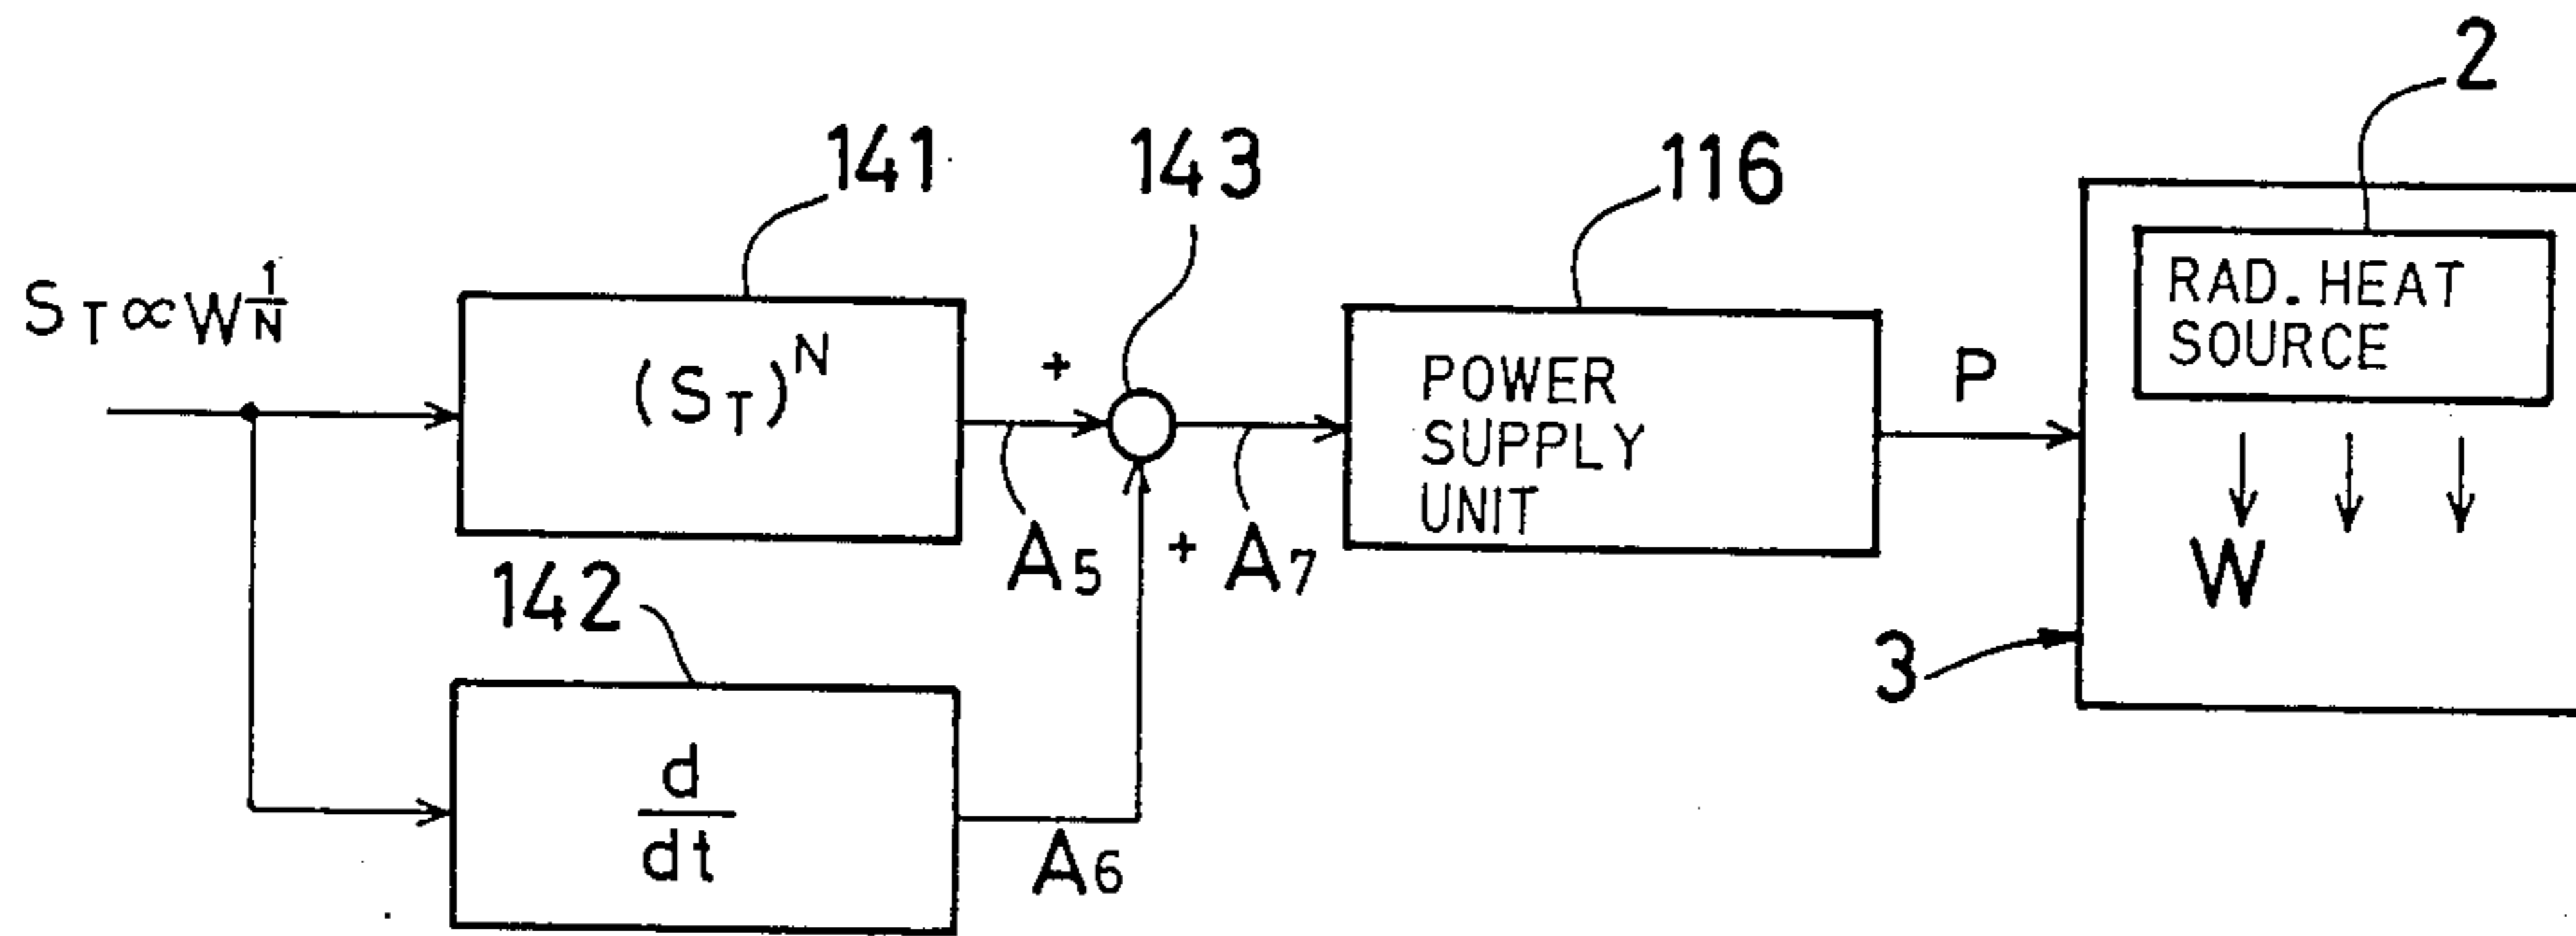 2
141
143
116
S_T ∝ W^{1/N}
(S_T)^N
+
POWER
SUPPLY
UNIT
P
RAD. HEAT
SOURCE
A5
+
A7
W
142
3
d
dt
A6